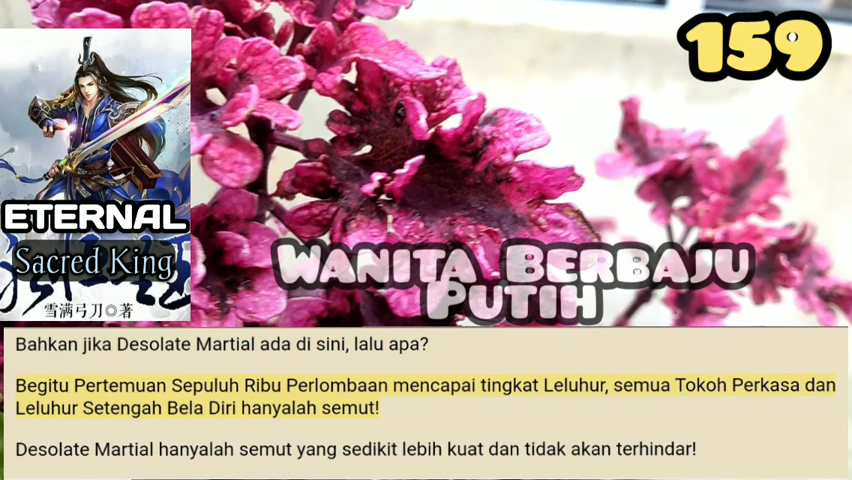 159
ETERNAL
Sacred King
雪满弓刀◎著
WANITA BERBAJU
PUTIH
Bahkan jika Desolate Martial ada di sini, lalu apa?
Begitu Pertemuan Sepuluh Ribu Perlombaan mencapai tingkat Leluhur, semua Tokoh Perkasa dan
Leluhur Setengah Bela Diri hanyalah semut!
Desolate Martial hanyalah semut yang sedikit lebih kuat dan tidak akan terhindar!